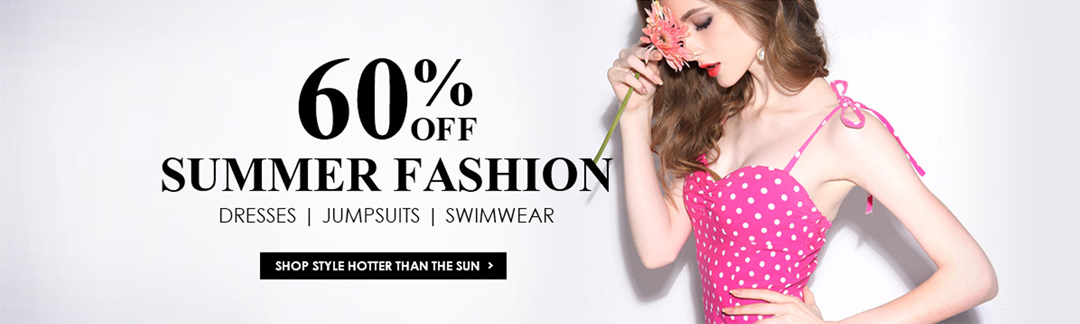 60%
OFF
SUMMER FASHION
DRESSES | JUMPSUITS | SWIMWEAR
SHOP STYLE HOTTER THAN THE SUN >